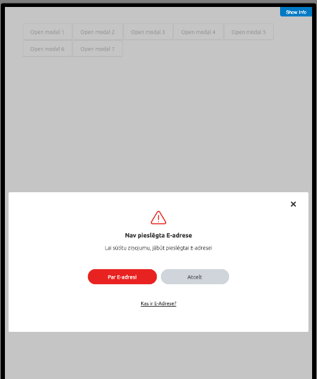 Show Info
Open modal 1 Open modal 2 Open modal 3 Open modal 4 Open modal 5
Open modal 6 Open modal 7
Nav pieslēgta E-adrese
Lai sūtītu ziņojumu, jābūt pieslēgtai e-adresei
Par E-adresi Atcelt
Kas ir E-Adrese?